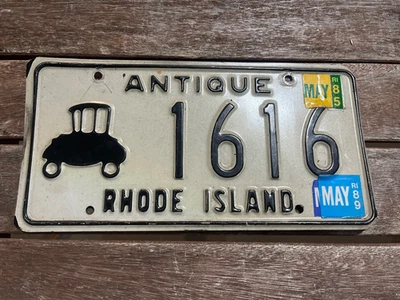 ANTIQUE
MAY RI 85
1616
RHODE ISLAND
MAY RI 89